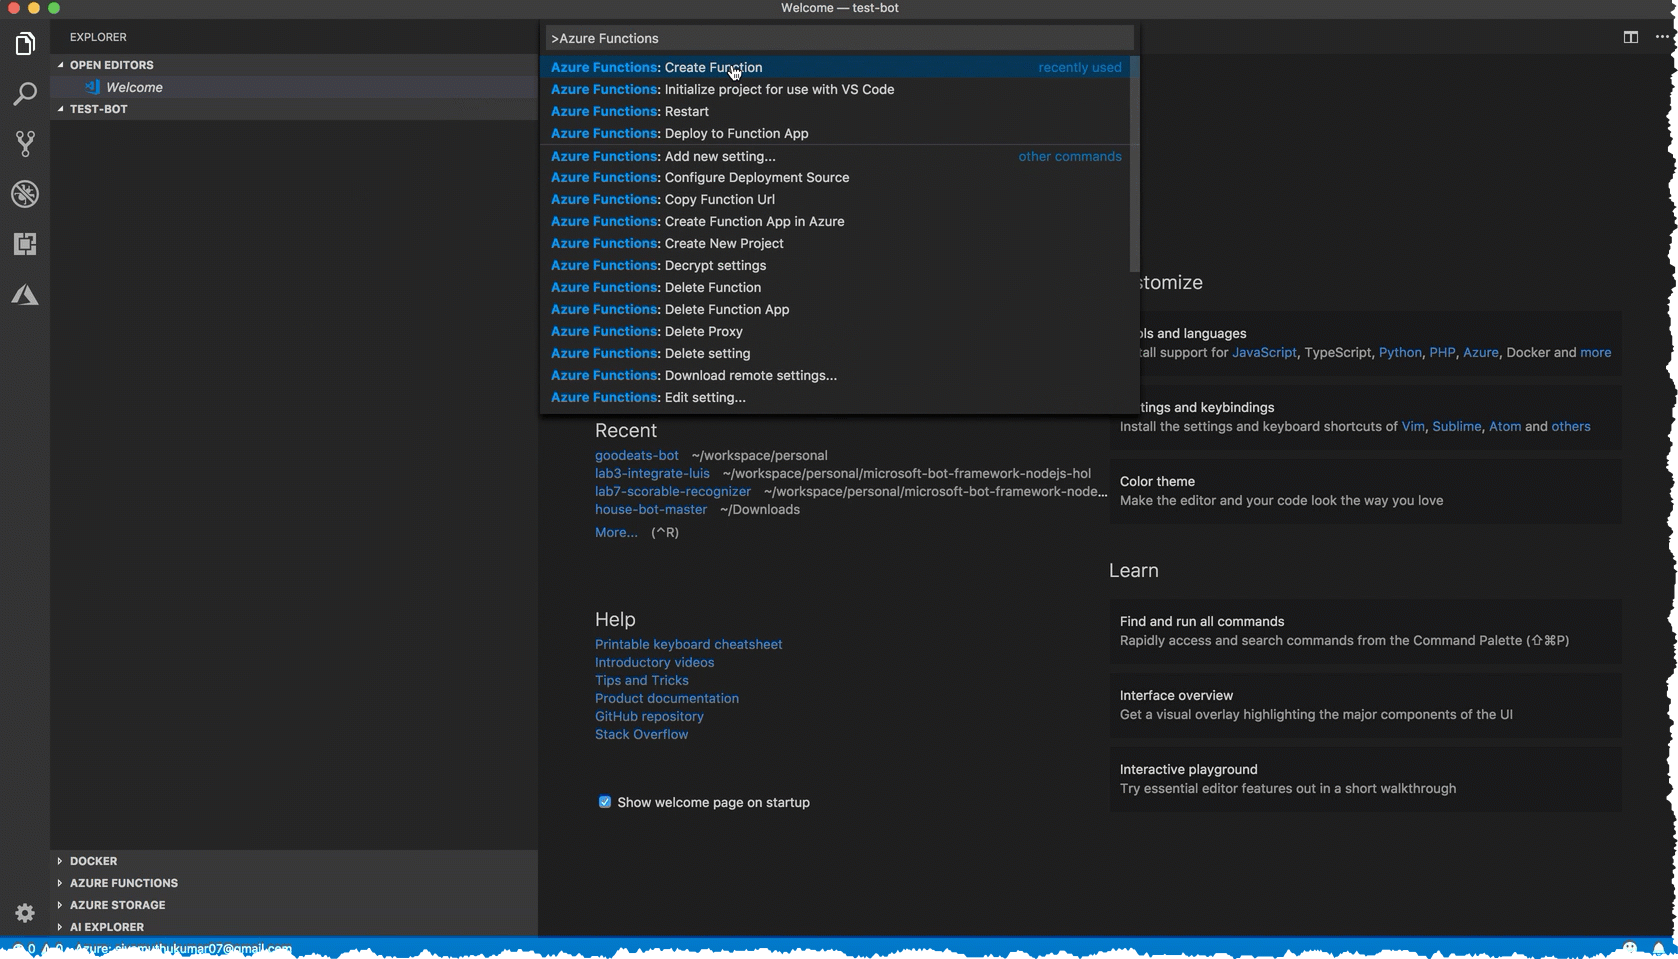 Welcome — test-bot
EXPLORER
OPEN EDITORS
Welcome
TEST-BOT
DOCKER
AZURE FUNCTIONS
AZURE STORAGE
AI EXPLORER
>Azure Functions
Azure Functions: Create Function recently used
Azure Functions: Initialize project for use with VS Code
Azure Functions: Restart
Azure Functions: Deploy to Function App
Azure Functions: Add new setting... other commands
Azure Functions: Configure Deployment Source
Azure Functions: Copy Function Url
Azure Functions: Create Function App in Azure
Azure Functions: Create New Project
Azure Functions: Decrypt settings
Azure Functions: Delete Function
Azure Functions: Delete Function App
Azure Functions: Delete Proxy
Azure Functions: Delete setting
Azure Functions: Download remote settings...
Azure Functions: Edit setting...
Recent
goodeats-bot ~/workspace/personal
lab3-integrate-luis ~/workspace/personal/microsoft-bot-framework-nodejs-hol
lab7-scorable-recognizer ~/workspace/personal/microsoft-bot-framework-node...
house-bot-master ~/Downloads
More... (^R)
Help
Printable keyboard cheatsheet
Introductory videos
Tips and Tricks
Product documentation
GitHub repository
Stack Overflow
Show welcome page on startup
stomize
ls and languages
tall support for JavaScript, TypeScript, Python, PHP, Azure, Docker and more
tings and keybindings
Install the settings and keyboard shortcuts of Vim, Sublime, Atom and others
Color theme
Make the editor and your code look the way you love
Learn
Find and run all commands
Rapidly access and search commands from the Command Palette (⇧⌘P)
Interface overview
Get a visual overlay highlighting the major components of the UI
Interactive playground
Try essential editor features out in a short walkthrough
0 0 Azure: sivamuthukumar07@gmail.com